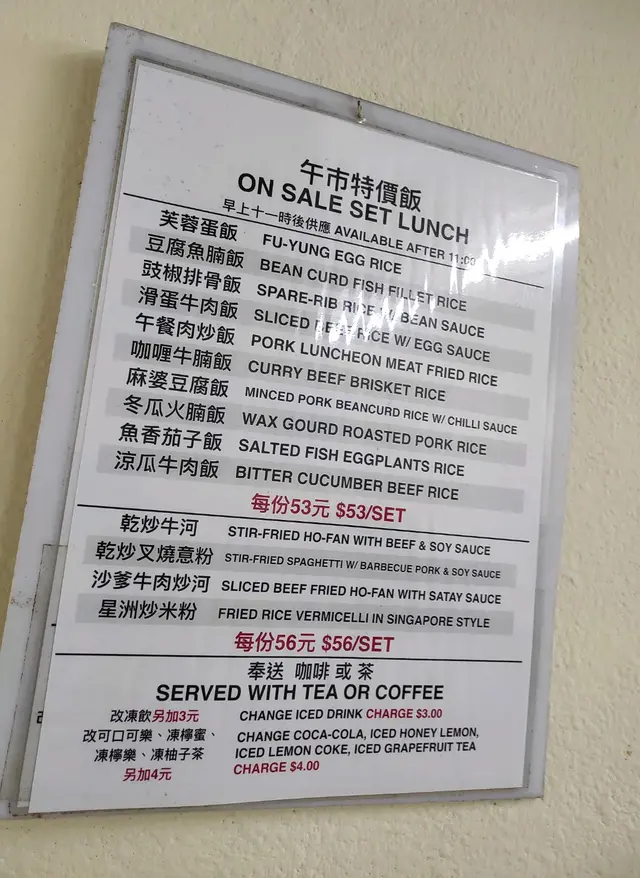 午市特價飯
ON SALE SET LUNCH
早上十一時後供應 AVAILABLE AFTER 11:00
芙蓉蛋飯 FU-YUNG EGG RICE
豆腐魚腩飯 BEAN CURD FISH FILLET RICE
豉椒排骨飯 SPARE-RIB RICE W/ BEAN SAUCE
滑蛋牛肉飯 SLICED BEEF RICE W/ EGG SAUCE
午餐肉炒飯 PORK LUNCHEON MEAT FRIED RICE
咖喱牛腩飯 CURRY BEEF BRISKET RICE
麻婆豆腐飯 MINCED PORK BEANCURD RICE W/ CHILLI SAUCE
冬瓜火腩飯 WAX GOURD ROASTED PORK RICE
魚香茄子飯 SALTED FISH EGGPLANTS RICE
涼瓜牛肉飯 BITTER CUCUMBER BEEF RICE
每份53元 $53/SET
乾炒牛河 STIR-FRIED HO-FAN WITH BEEF & SOY SAUCE
乾炒叉燒意粉 STIR-FRIED SPAGHETTI W/ BARBECUE PORK & SOY SAUCE
沙爹牛肉炒河 SLICED BEEF FRIED HO-FAN WITH SATAY SAUCE
星洲炒米粉 FRIED RICE VERMICELLI IN SINGAPORE STYLE
每份56元 $56/SET
奉送 咖啡 或 茶
SERVED WITH TEA OR COFFEE
改凍飲另加3元 CHANGE ICED DRINK CHARGE $3.00
改可口可樂、凍檸蜜、 CHANGE COCA-COLA, ICED HONEY LEMON,
凍檸樂、凍柚子茶 ICED LEMON COKE, ICED GRAPEFRUIT TEA
另加4元 CHARGE $4.00